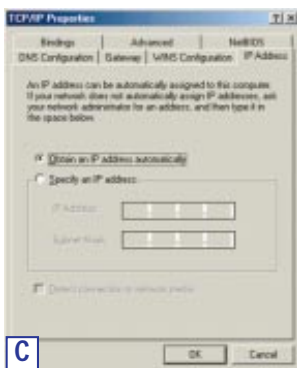 TCP/IP Properties
Bindings Advanced NetBIOS
DNS Configuration Gateway WINS Configuration IP Address
An IP address can be automatically assigned to this computer.
If your network does not automatically assign IP addresses, ask
your network administrator for an address, and then type it in
the space below.
Obtain an IP address automatically
Specify an IP address:
IP Address:
Subnet Mask:
Detect connection to network media
OK Cancel
C